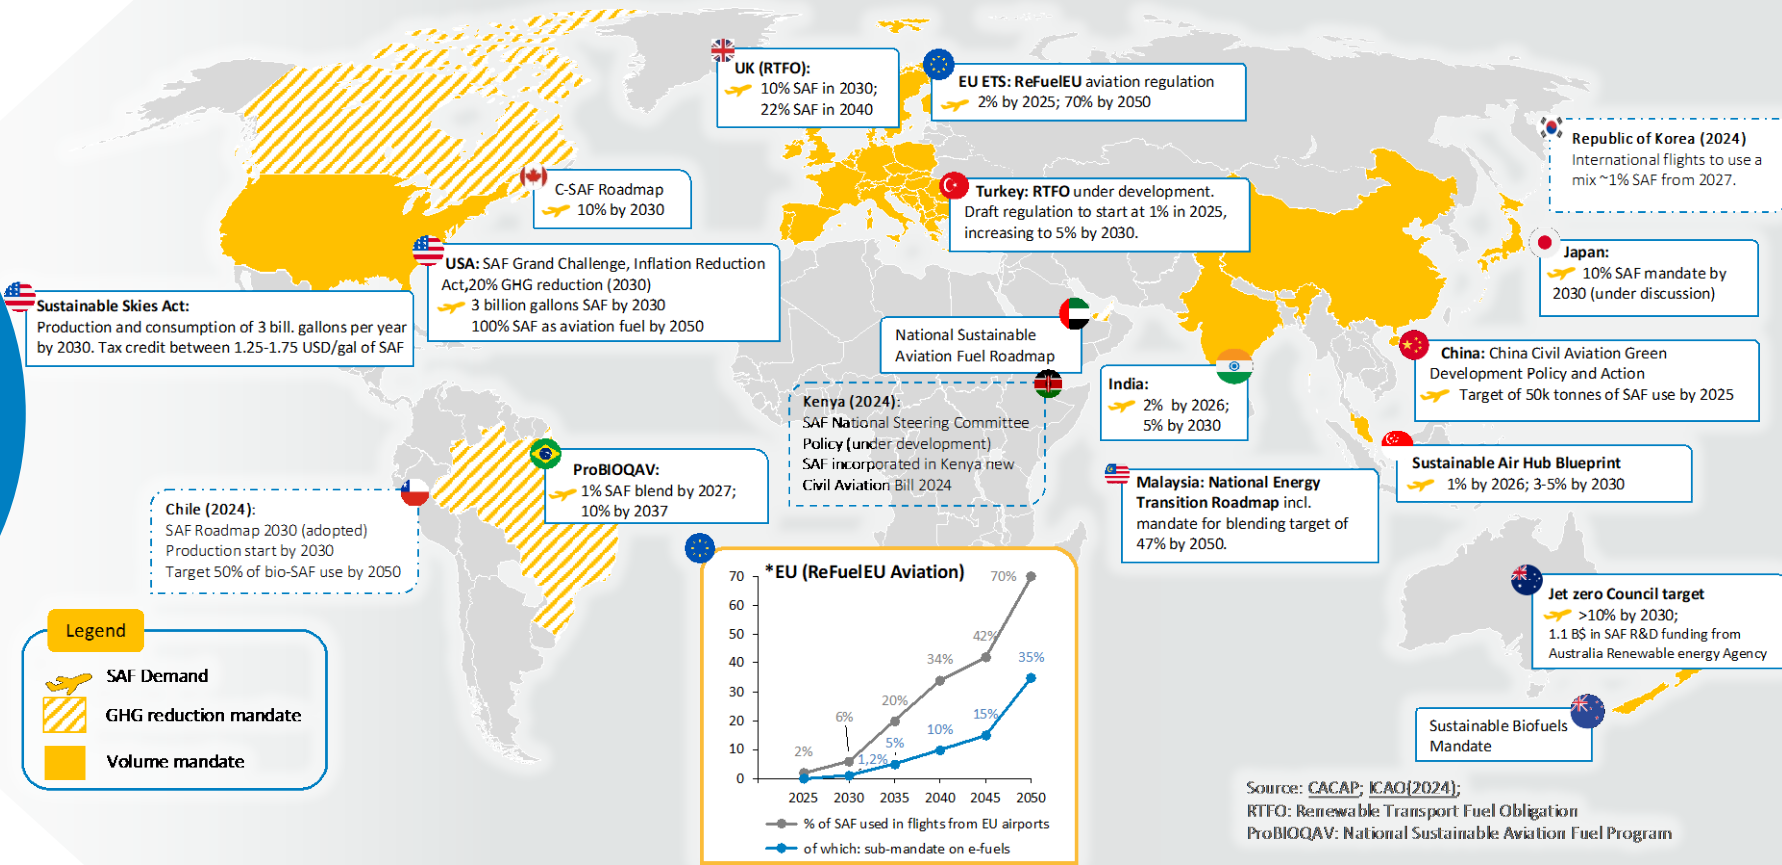 UK (RTFO):
10% SAF in 2030;
22% SAF in 2040
EU ETS: ReFuelEU aviation regulation
2% by 2025; 70% by 2050
Republic of Korea (2024)
International flights to use a
mix ~1% SAF from 2027.
C-SAF Roadmap
10% by 2030
Turkey: RTFO under development.
Draft regulation to start at 1% in 2025,
increasing to 5% by 2030.
USA: SAF Grand Challenge, Inflation Reduction
Act,20% GHG reduction (2030)
3 billion gallons SAF by 2030
100% SAF as aviation fuel by 2050
Japan:
10% SAF mandate by
2030 (under discussion)
Sustainable Skies Act:
Production and consumption of 3 bill. gallons per year
by 2030. Tax credit between 1.25-1.75 USD/gal of SAF
National Sustainable
Aviation Fuel Roadmap
China: China Civil Aviation Green
Development Policy and Action
Target of 50k tonnes of SAF use by 2025
India:
2% by 2026;
5% by 2030
Kenya (2024):
SAF National Steering Committee
Policy (under development)
SAF incorporated in Kenya new
Civil Aviation Bill 2024
ProBIOQAV:
1% SAF blend by 2027;
10% by 2037
Sustainable Air Hub Blueprint
1% by 2026; 3-5% by 2030
Malaysia: National Energy
Transition Roadmap incl.
mandate for blending target of
47% by 2050.
Chile (2024):
SAF Roadmap 2030 (adopted)
Production start by 2030
Target 50% of bio-SAF use by 2050
Jet zero Council target
>10% by 2030;
1.1 B$ in SAF R&D funding from
Australia Renewable energy Agency
Sustainable Biofuels
Mandate
Legend
SAF Demand
GHG reduction mandate
Volume mandate
*EU (ReFuelEU Aviation)
70
60
50
40
30
20
10
0
2%
6%
20%
34%
42%
70%
1,2%
5%
10%
15%
35%
2025 2030 2035 2040 2045 2050
% of SAF used in flights from EU airports
of which: sub-mandate on e-fuels
Source: CACAP; ICAO(2024);
RTFO: Renewable Transport Fuel Obligation
ProBIOQAV: National Sustainable Aviation Fuel Program